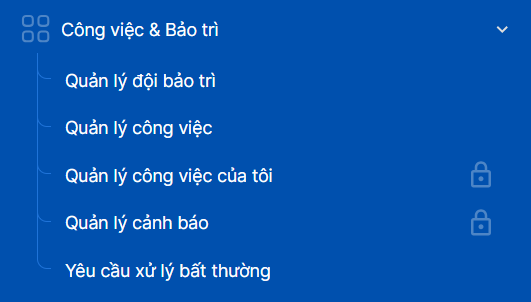 Công việc & Bảo trì
Quản lý đội bảo trì
Quản lý công việc
Quản lý công việc của tôi
Quản lý cảnh báo
Yêu cầu xử lý bất thường